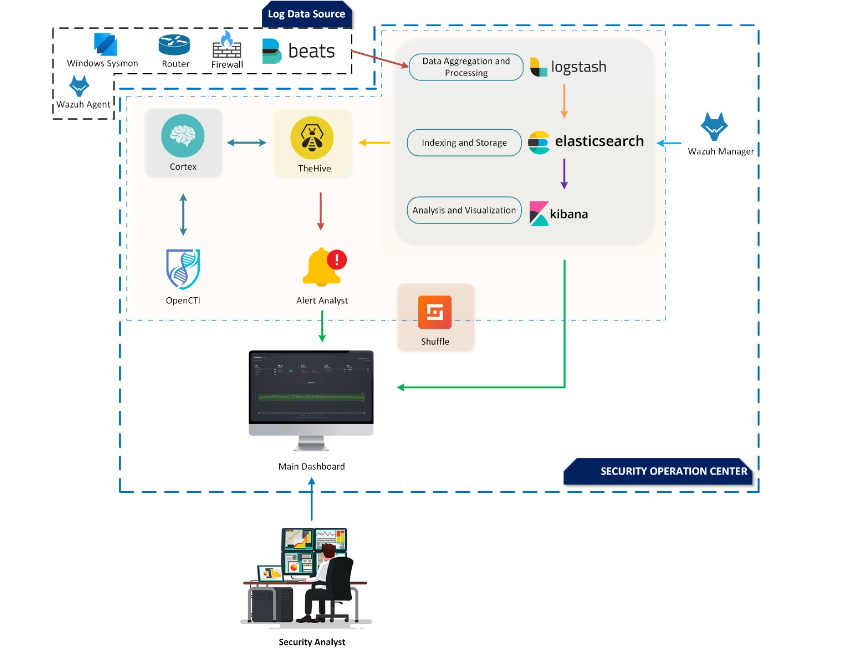 Log Data Source
Windows Sysmon
Router
Firewall
beats
Wazuh Agent
Data Aggregation and
Processing
logstash
Indexing and Storage
elasticsearch
Wazuh Manager
Analysis and Visualization
kibana
Cortex
TheHive
OpenCTI
!
Alert Analyst
Shuffle
Main Dashboard
SECURITY OPERATION CENTER
Security Analyst